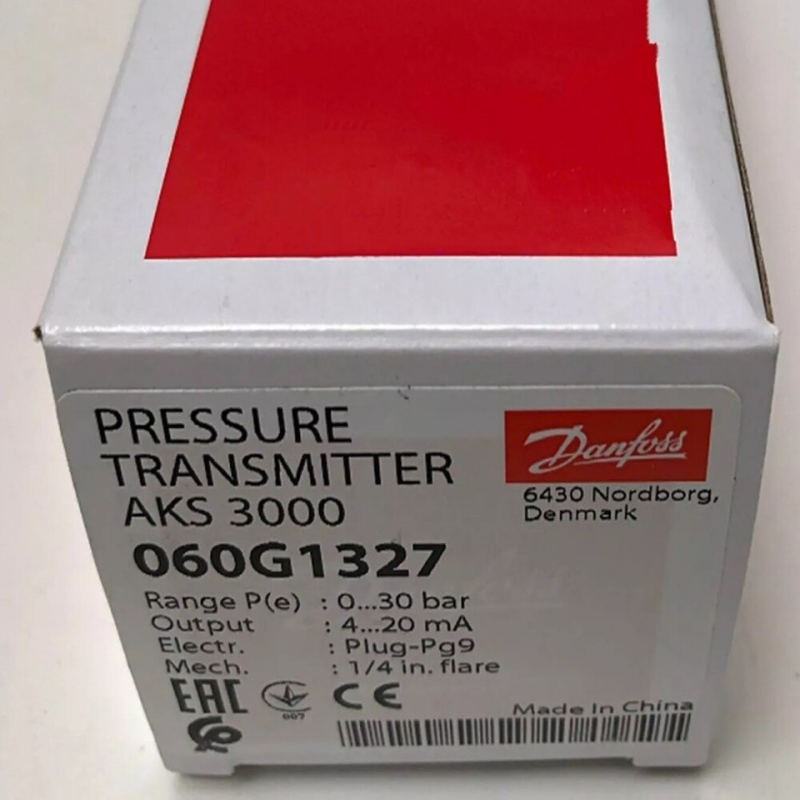 PRESSURE
TRANSMITTER
AKS 3000
060G1327
Range P(e) : 0...30 bar
Output : 4...20 mA
Electr. : Plug-Pg9
Mech. : 1/4 in. flare
Danfoss
6430 Nordborg,
Denmark
EAC
007
CE
Made In China